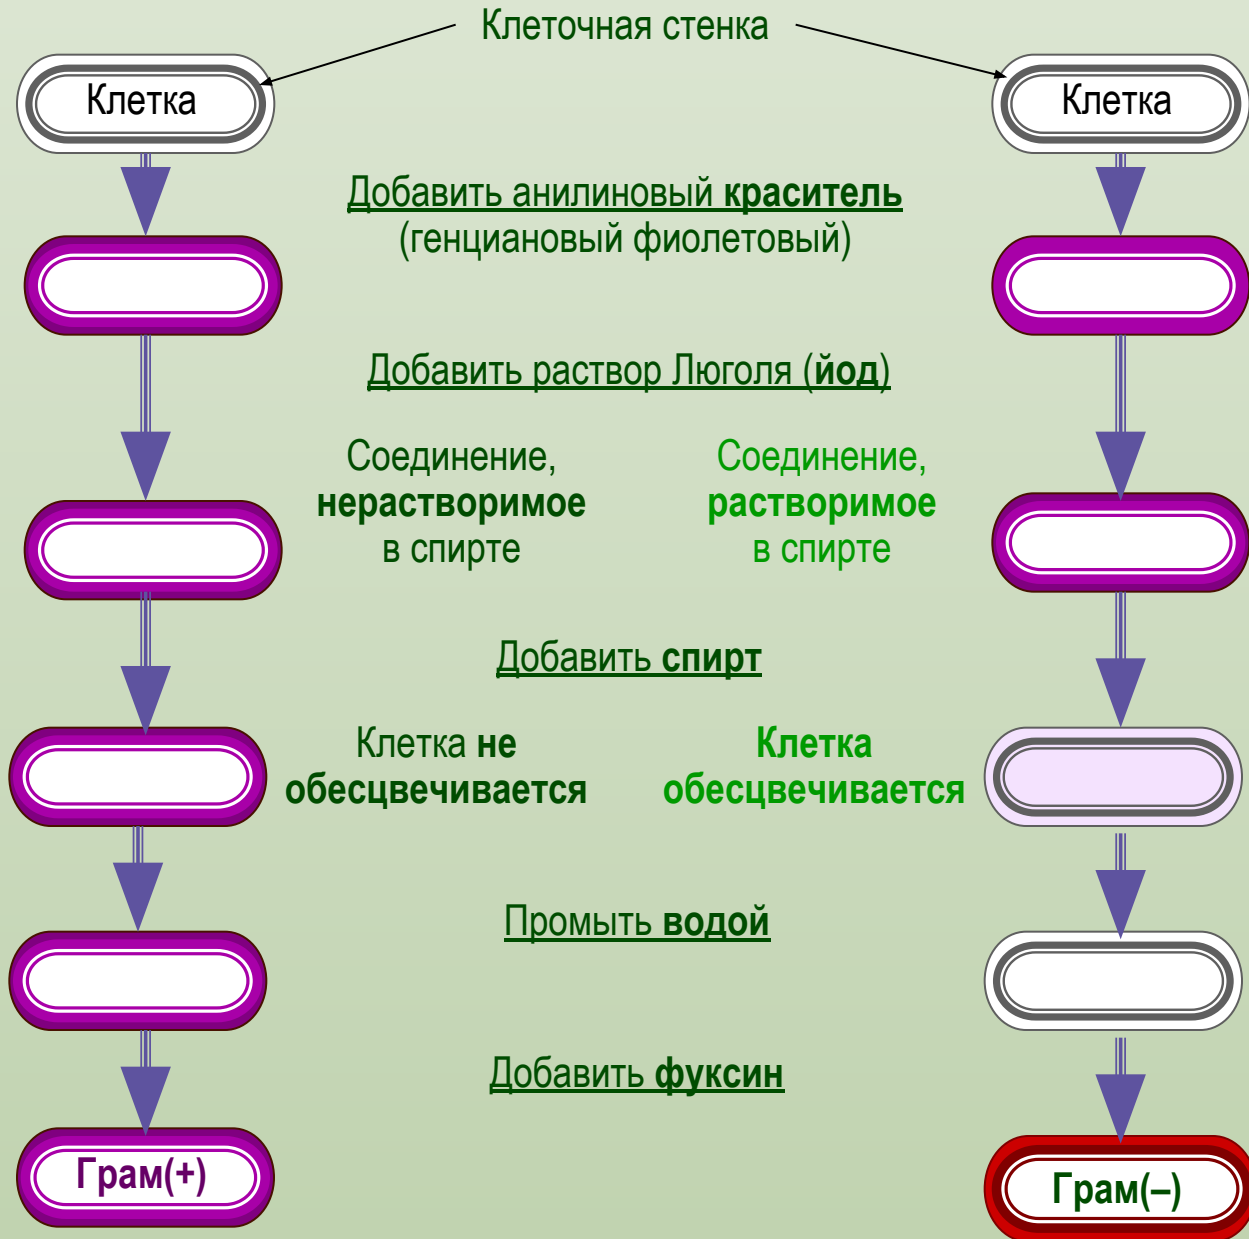 Клеточная стенка
Клетка
Клетка
Добавить анилиновый краситель
(генциановый фиолетовый)
Добавить раствор Люголя (йод)
Соединение,
нерастворимое
в спирте
Соединение,
растворимое
в спирте
Добавить спирт
Клетка не
обесцвечивается
Клетка
обесцвечивается
Промыть водой
Добавить фуксин
Грам(+)
Грам(–)